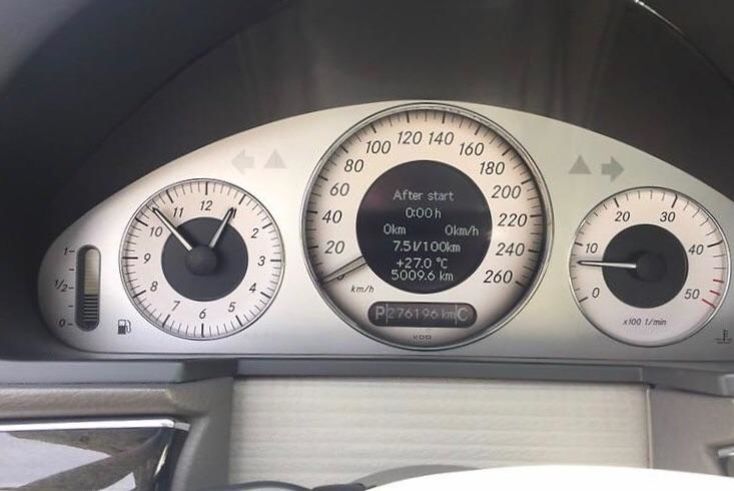 1
1/2
0
11 12
10 2
9 3
8 4
7 6 5
20 40 60 80 100 120 140 160 180 200 220 240 260
km/h
After start
0:00 h
0km 0km/h
7.5l/100km
+27.0 °C
5009.6 km
P 276196 km C
VDO
0 10 20 30 40 50
x100 1/min